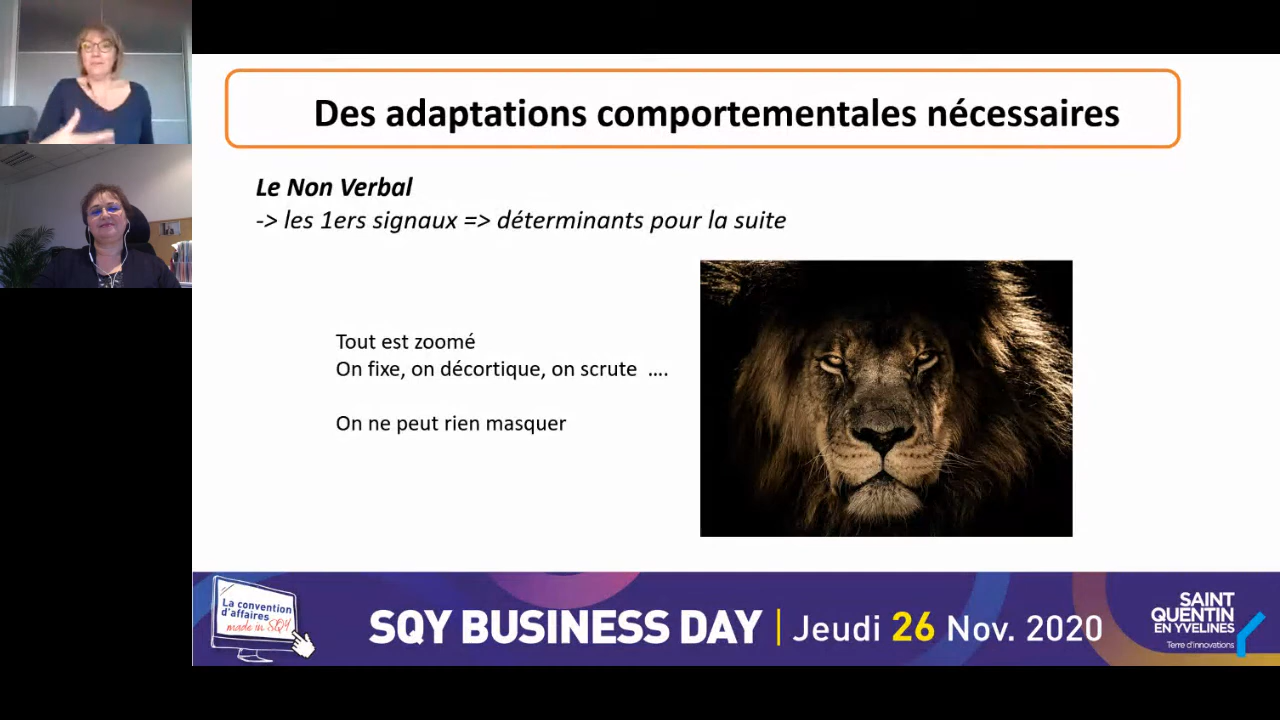 Des adaptations comportementales nécessaires
Le Non Verbal
-> les 1ers signaux => déterminants pour la suite
Tout est zoomé
On fixe, on décortique, on scrute ....
On ne peut rien masquer
La convention
d'affaires
made in SQY
SQY BUSINESS DAY | Jeudi 26 Nov. 2020
SAINT
QUENTIN
EN YVELINES
Terre d'innovations